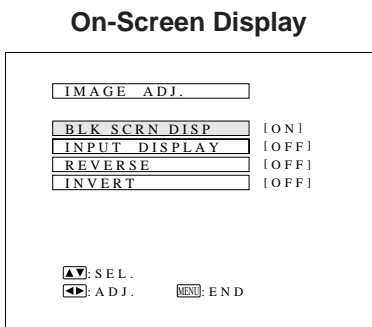 On-Screen Display
IMAGE ADJ.
BLK SCRN DISP [ON]
INPUT DISPLAY [OFF]
REVERSE [OFF]
INVERT [OFF]
▲▼:SEL.
◄►:ADJ. MENU:END